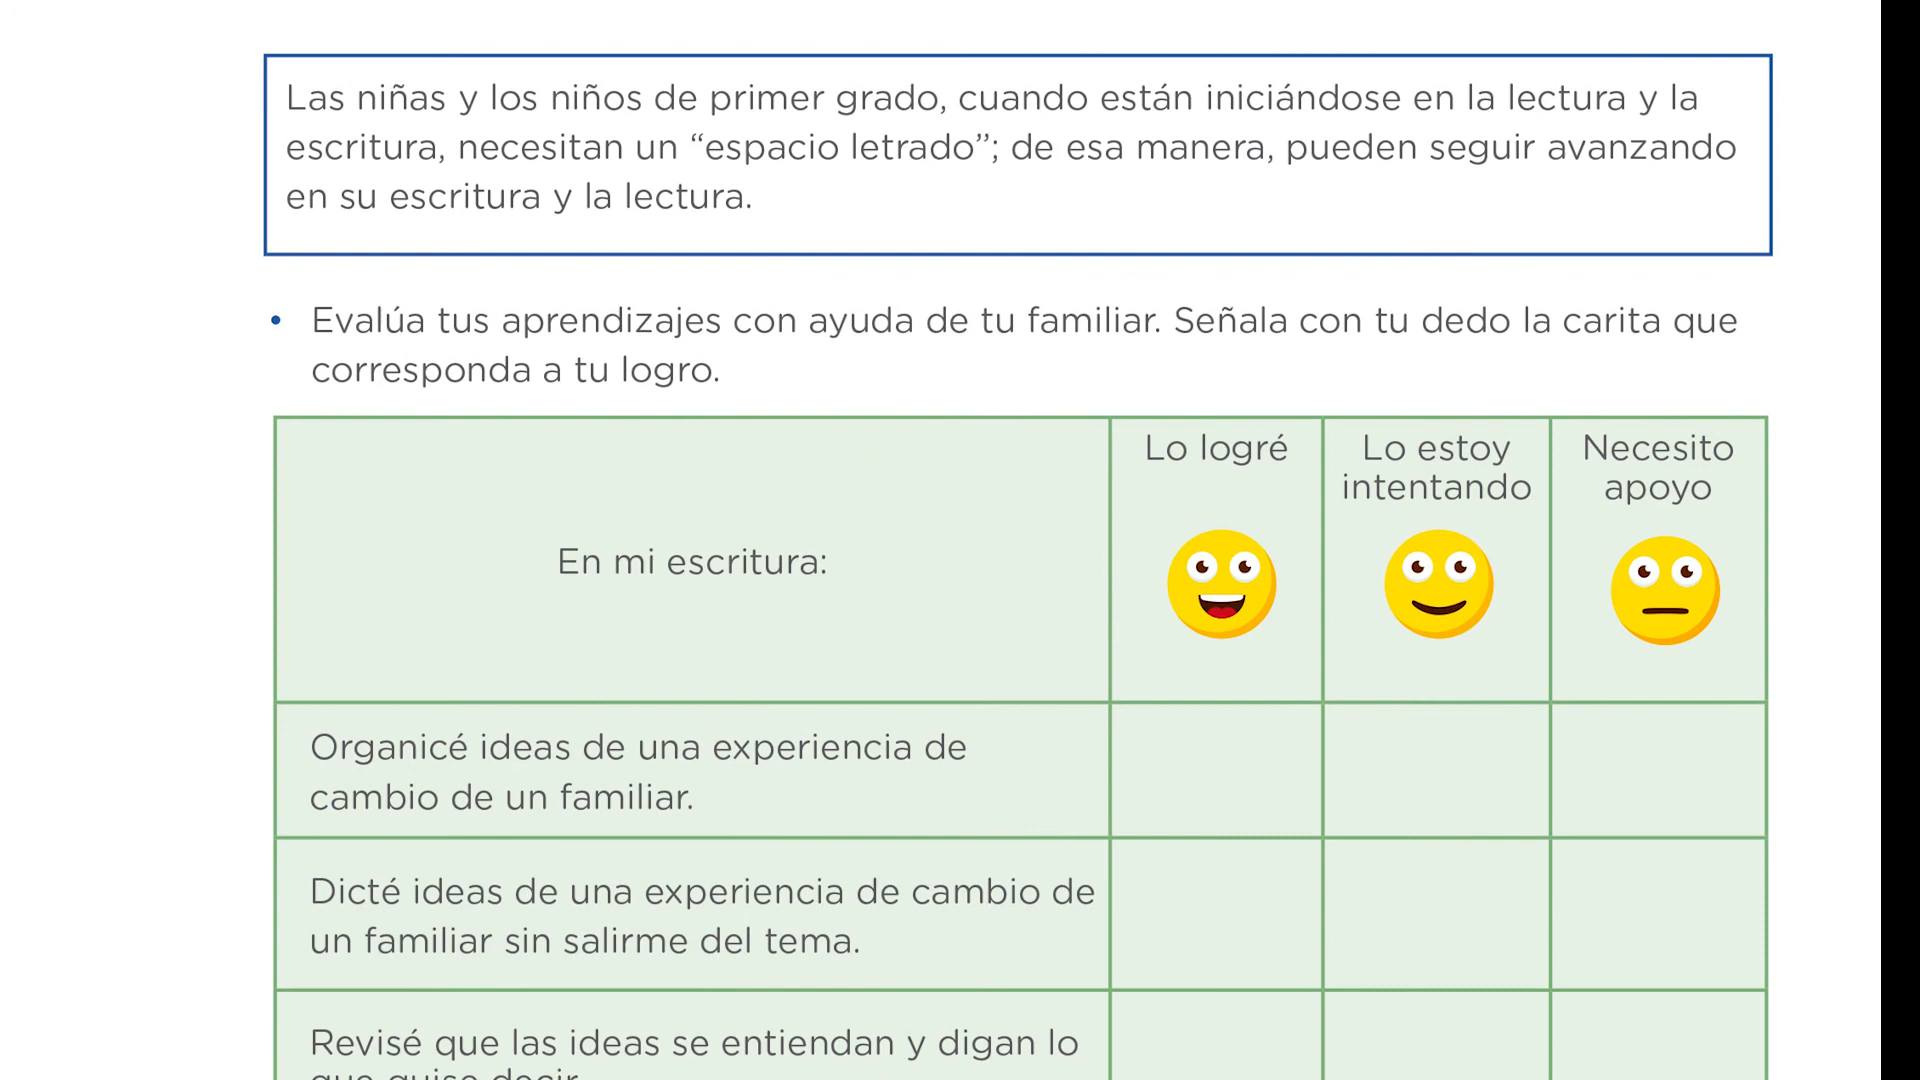 Las niñas y los niños de primer grado, cuando están iniciándose en la lectura y la
escritura, necesitan un “espacio letrado”; de esa manera, pueden seguir avanzando
en su escritura y la lectura.
• Evalúa tus aprendizajes con ayuda de tu familiar. Señala con tu dedo la carita que
corresponda a tu logro.
En mi escritura:
Lo logré
Lo estoy
intentando
Necesito
apoyo
Organicé ideas de una experiencia de
cambio de un familiar.
Dicté ideas de una experiencia de cambio de
un familiar sin salirme del tema.
Revisé que las ideas se entiendan y digan lo
que quise decir